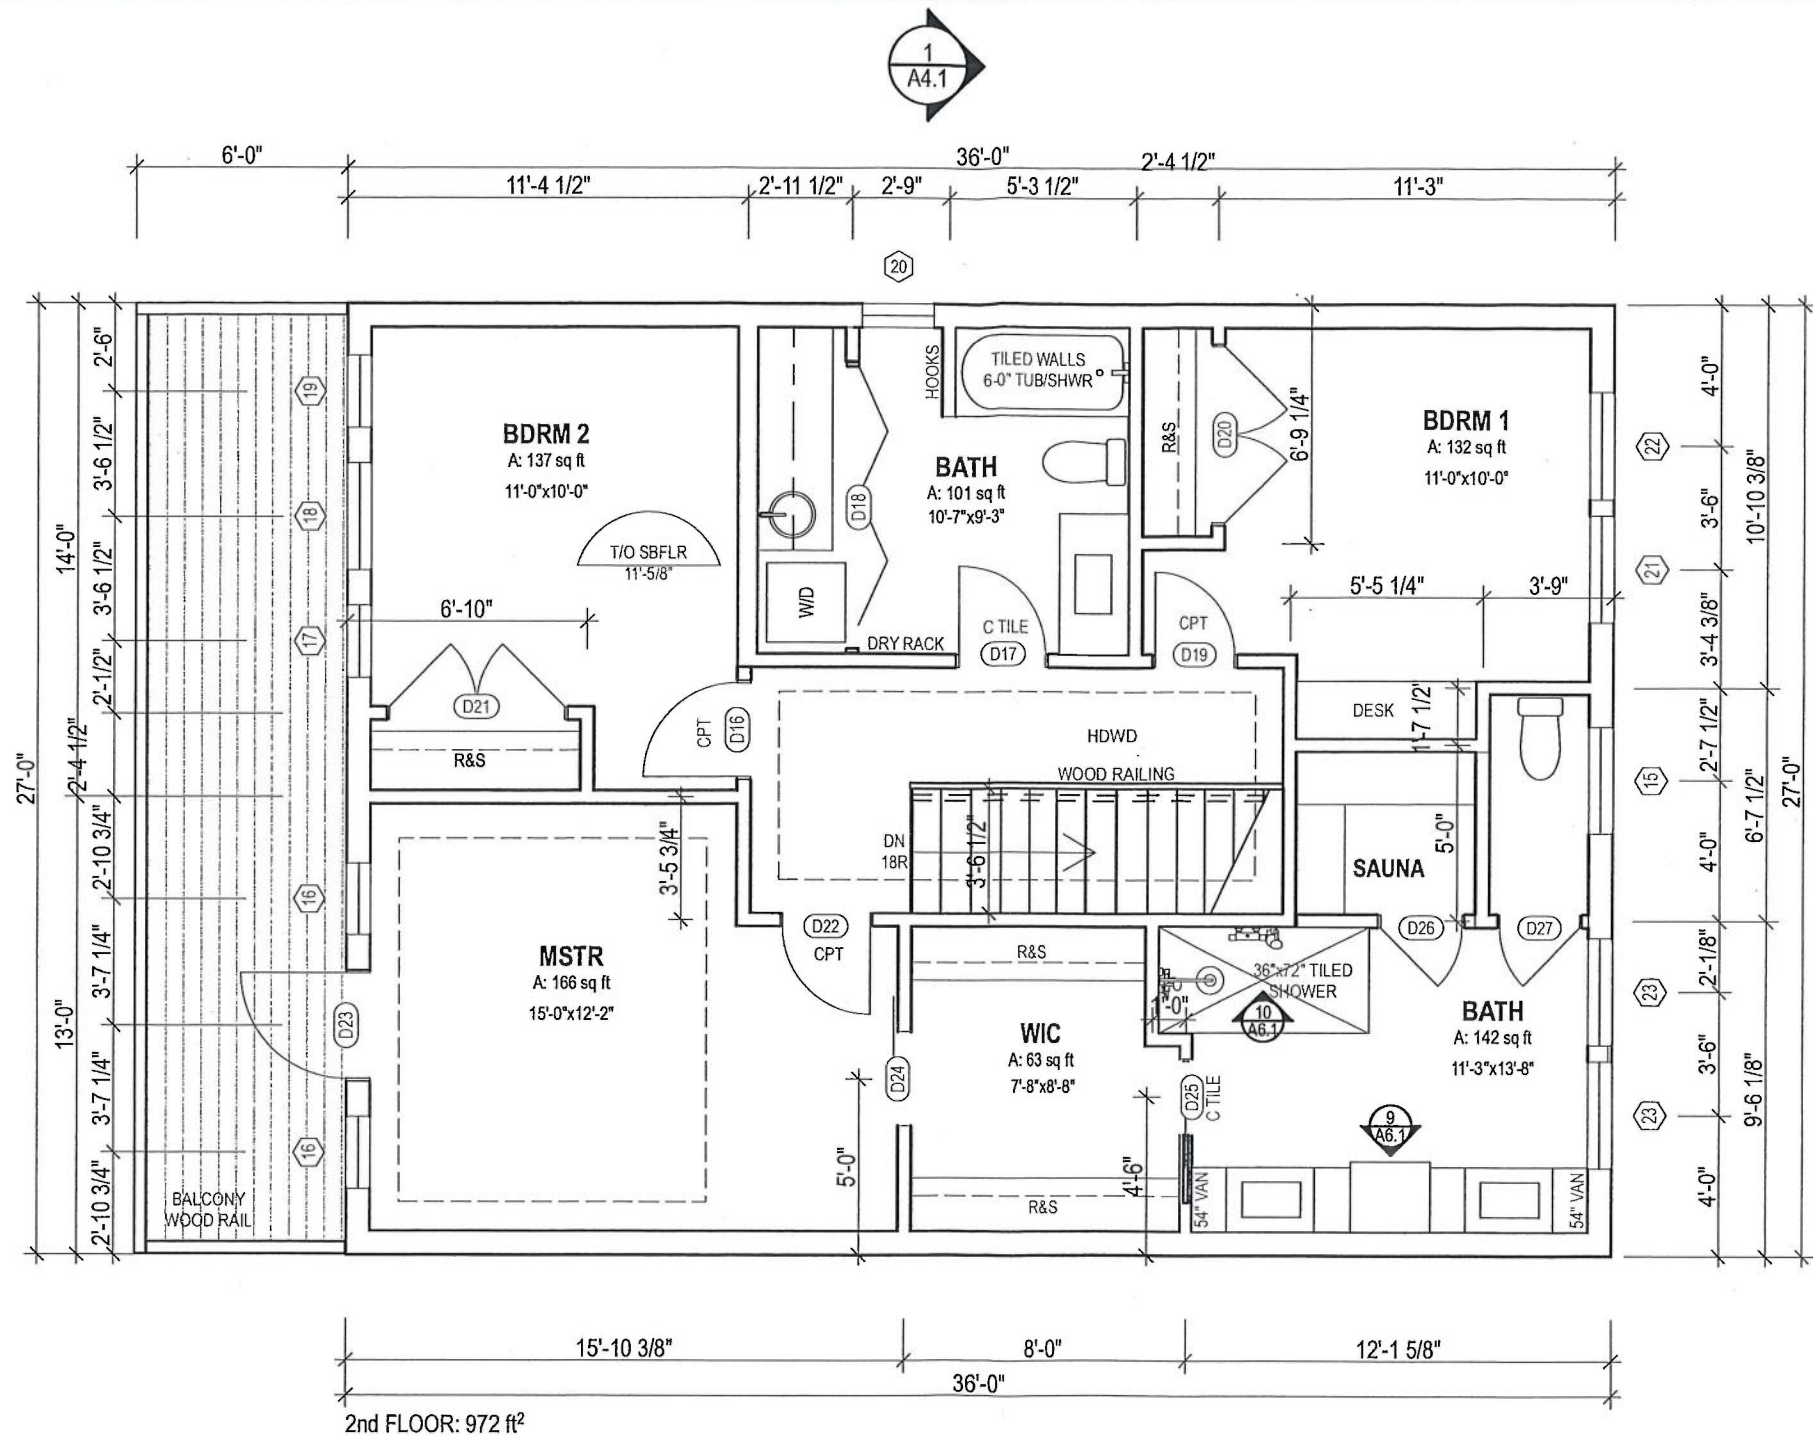 1
A4.1
6'-0"
36'-0"
2'-4 1/2"
11'-4 1/2"
2'-11 1/2"
2'-9"
5'-3 1/2"
11'-3"
20
27'-0"
14'-0"
2'-4 1/2"
13'-0"
2'-6"
3'-6 1/2"
3'-6 1/2"
2'-1/2"
2'-10 3/4"
3'-7 1/4"
3'-7 1/4"
2'-10 3/4"
19
18
17
16
16
BALCONY
WOOD RAIL
BDRM 2
A: 137 sq ft
11'-0"x10'-0"
T/O SBFLR
11'-5/8"
6'-10"
D21
R&S
CPT
D16
HOOKS
TILED WALLS
6'-0" TUB/SHWR
BATH
A: 101 sq ft
10'-7"x9'-3"
D18
W/D
DRY RACK
C TILE
D17
R&S
D20
6'-9 1/4"
BDRM 1
A: 132 sq ft
11'-0"x10'-0"
5'-5 1/4"
3'-9"
CPT
D19
DESK
1'-7 1/2"
HDWD
WOOD RAILING
DN
18R
3'-6 1/2"
3'-5 3/4"
SAUNA
5'-0"
D26
D27
MSTR
A: 166 sq ft
15'-0"x12'-2"
D22
CPT
D23
D24
5'-0"
R&S
WIC
A: 63 sq ft
7'-8"x8'-8"
R&S
4'-6"
36"x72" TILED
SHOWER
1'-0"
10
A6.1
D25
C TILE
BATH
A: 142 sq ft
11'-3"x13'-8"
9
A6.1
54" VAN
54" VAN
22
21
15
23
23
4'-0"
3'-6"
3'-4 3/8"
2'-7 1/2"
4'-0"
2'-1/8"
3'-6"
4'-0"
10'-10 3/8"
6'-7 1/2"
9'-6 1/8"
27'-0"
15'-10 3/8"
8'-0"
12'-1 5/8"
36'-0"
2nd FLOOR: 972 ft²